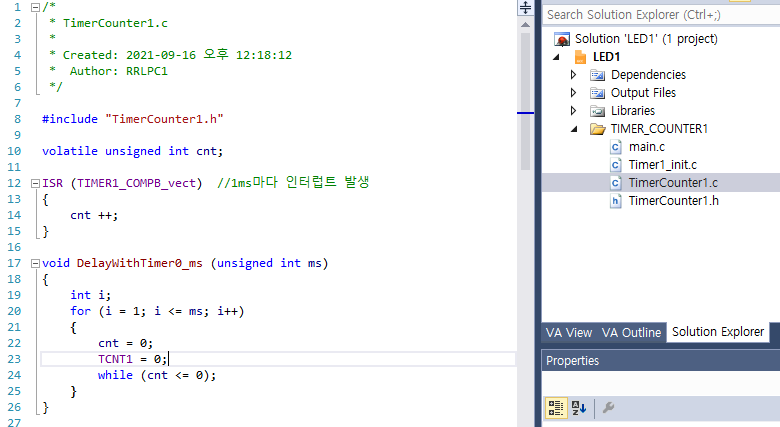 1 /*
2 * TimerCounter1.c
3 *
4 * Created: 2021-09-16 오후 12:18:12
5 *  Author: RRLPC1
6 */
7
8 #include "TimerCounter1.h"
9
10 volatile unsigned int cnt;
11
12 ISR (TIMER1_COMPB_vect)  //1ms마다 인터럽트 발생
13 {
14     cnt ++;
15 }
16
17 void DelayWithTimer0_ms (unsigned int ms)
18 {
19     int i;
20     for (i = 1; i <= ms; i++)
21     {
22         cnt = 0;
23         TCNT1 = 0;
24         while (cnt <= 0);
25     }
26 }
27
Search Solution Explorer (Ctrl+;)
Solution 'LED1' (1 project)
LED1
Dependencies
Output Files
Libraries
TIMER_COUNTER1
main.c
Timer1_init.c
TimerCounter1.c
TimerCounter1.h
VA View VA Outline Solution Explorer
Properties